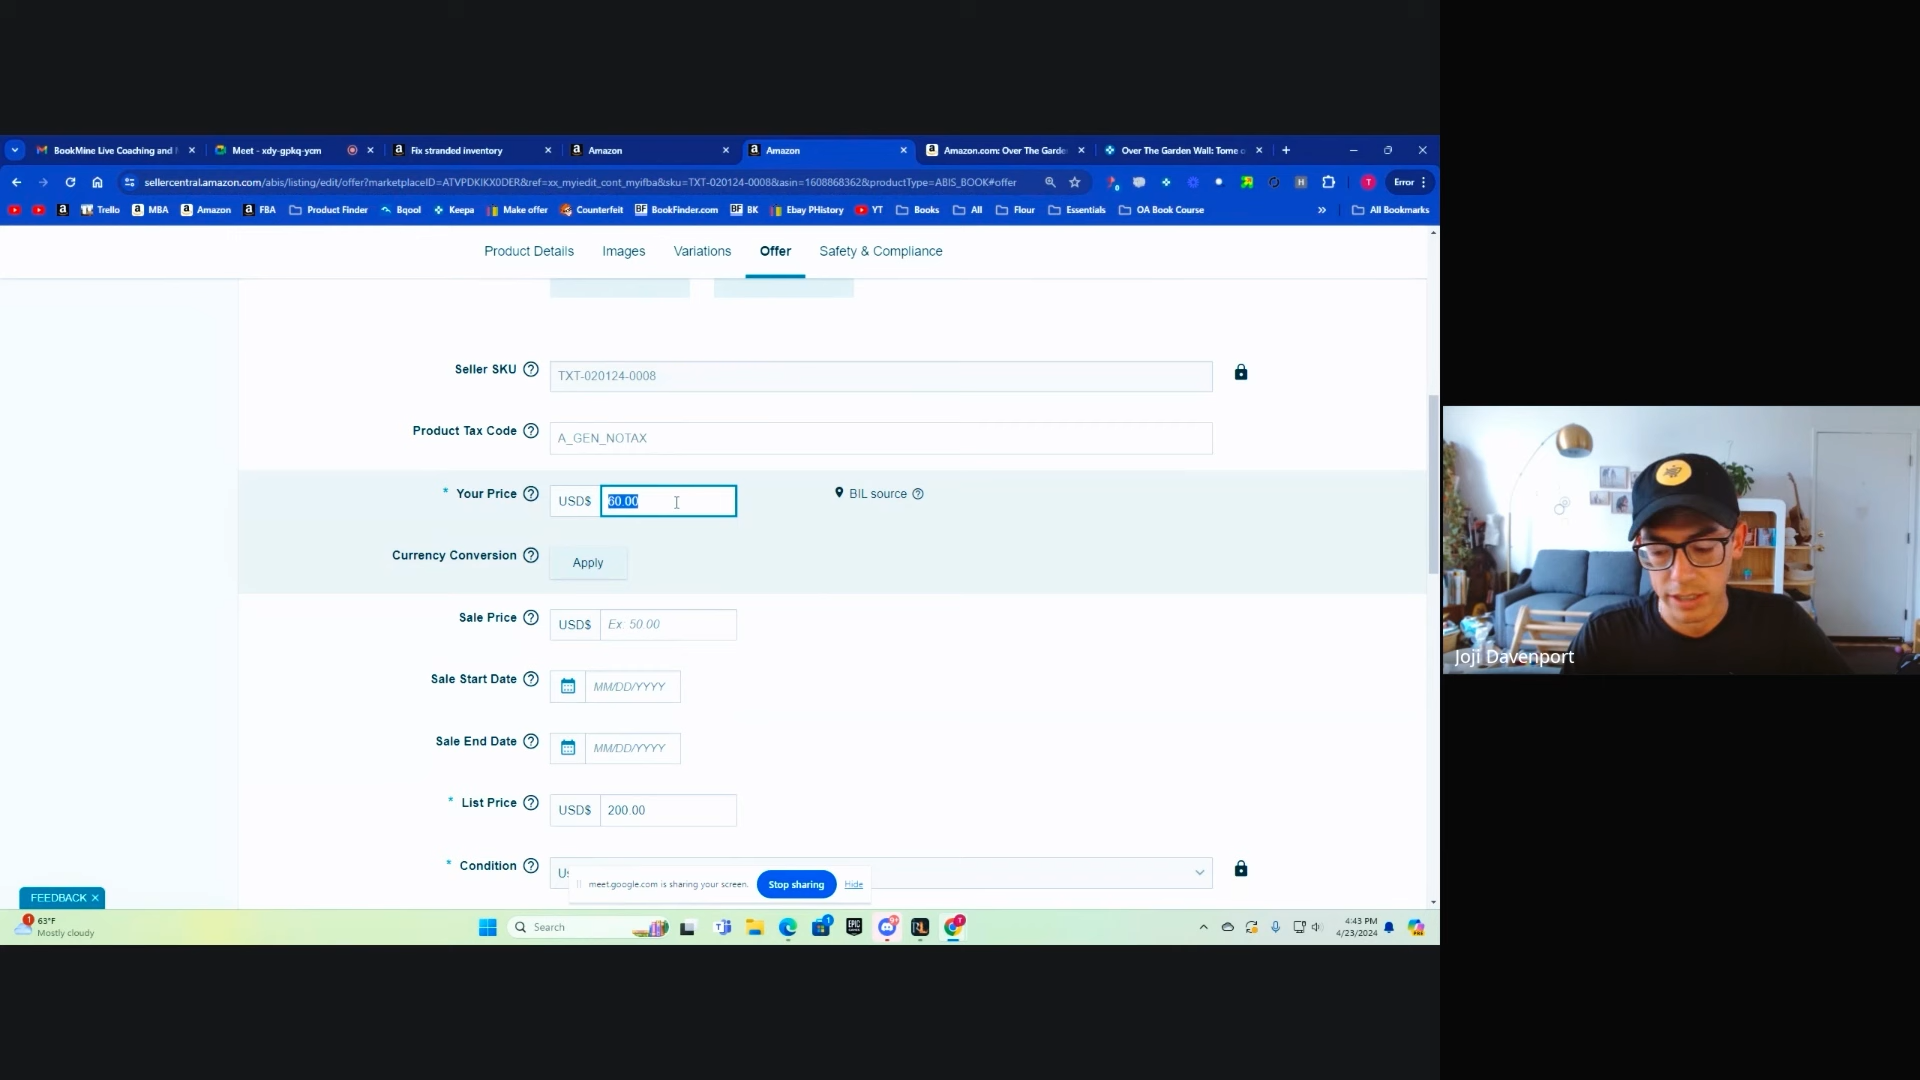 BookMine Live Coaching and
Meet - xdy-gpkq-ycm
Fix stranded inventory
Amazon
Amazon
Amazon.com: Over The Garde
Over The Garden Wall: Tome o
sellercentral.amazon.com/abis/listing/edit/offer?marketplaceID=ATVPDKIKX0DER&ref=xx_myiedit_cont_myifba&sku=TXT-020124-0008&asin=1608868362&productType=ABIS_BOOK#offer
Error
Trello
MBA
Amazon
FBA
Product Finder
Bqool
Keepa
Make offer
Counterfeit
BookFinder.com
BK
Ebay PHistory
YT
Books
All
Flour
Essentials
OA Book Course
All Bookmarks
Product Details
Images
Variations
Offer
Safety & Compliance
Seller SKU
TXT-020124-0008
Product Tax Code
A_GEN_NOTAX
* Your Price
USD$ 60.00
BIL source
Currency Conversion
Apply
Sale Price
USD$ Ex: 50.00
Sale Start Date
MM/DD/YYYY
Sale End Date
MM/DD/YYYY
* List Price
USD$ 200.00
* Condition
meet.google.com is sharing your screen.
Stop sharing
Hide
FEEDBACK
63°F
Mostly cloudy
Search
4:43 PM
4/23/2024
Joji Davenport